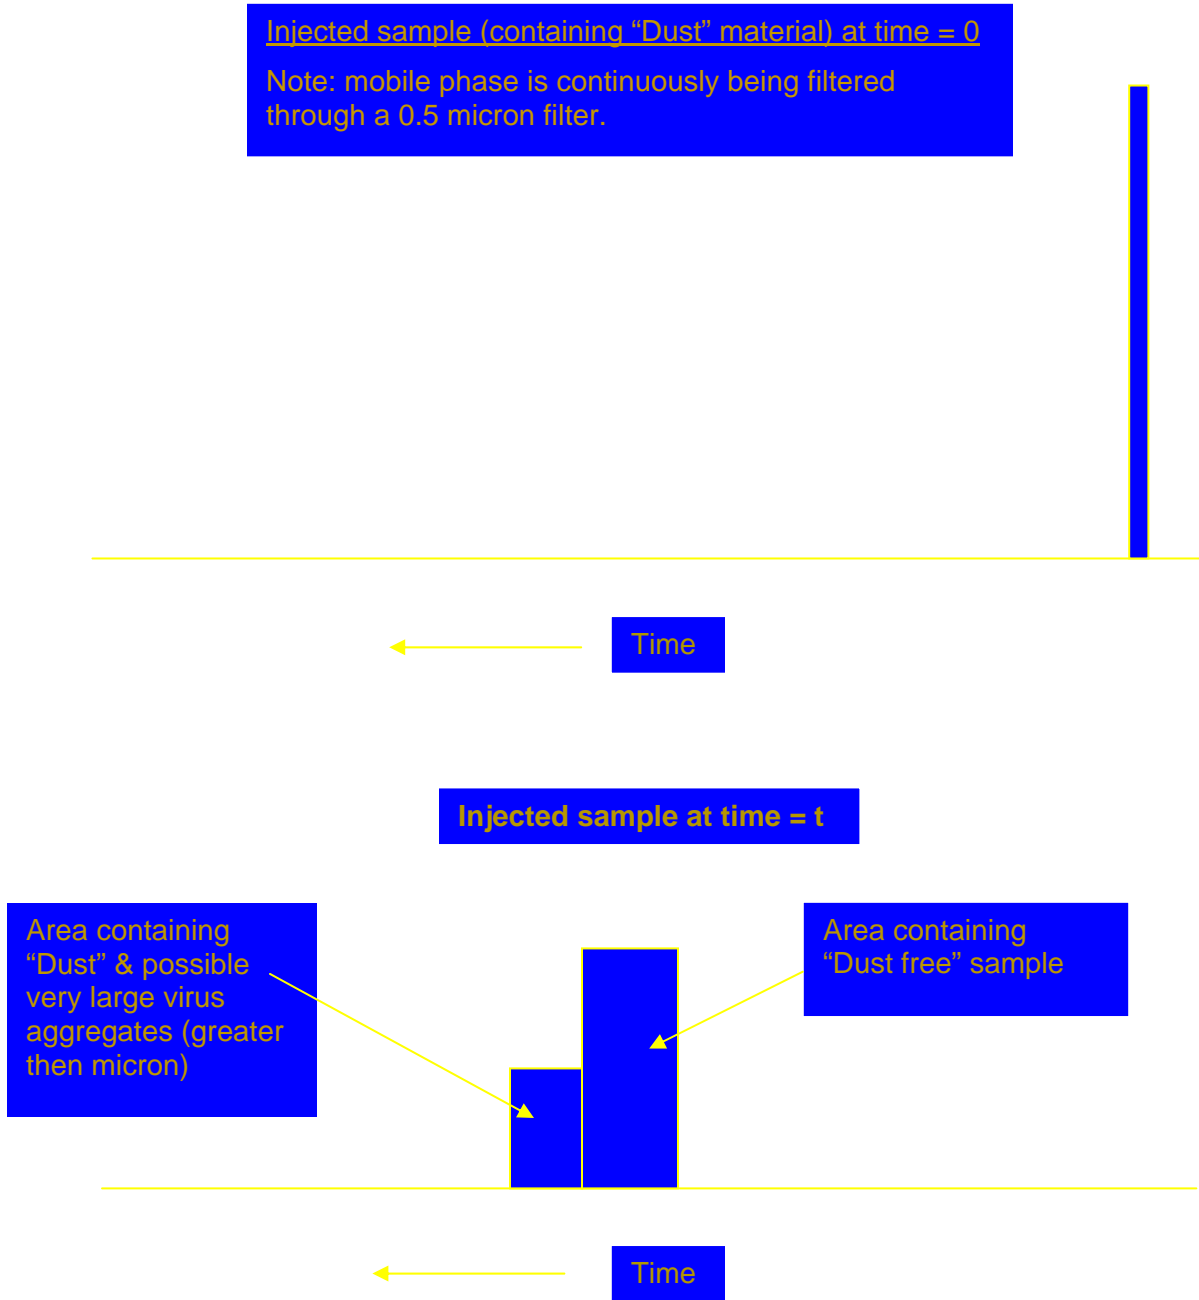 Injected sample (containing “Dust” material) at time = 0
Note: mobile phase is continuously being filtered
through a 0.5 micron filter.
Time
Injected sample at time = t
Area containing
“Dust” & possible
very large virus
aggregates (greater
then micron)
Area containing
“Dust free” sample
Time